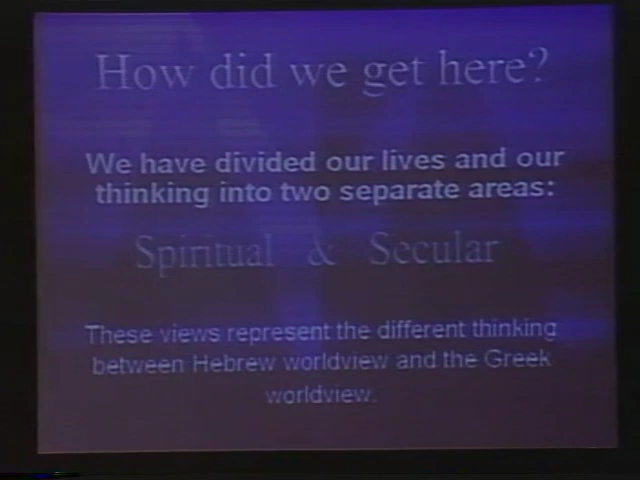 How did we get here?
We have divided our lives and our
thinking into two separate areas:
Spiritual & Secular
These views represent the different thinking
between Hebrew worldview and the Greek
worldview.